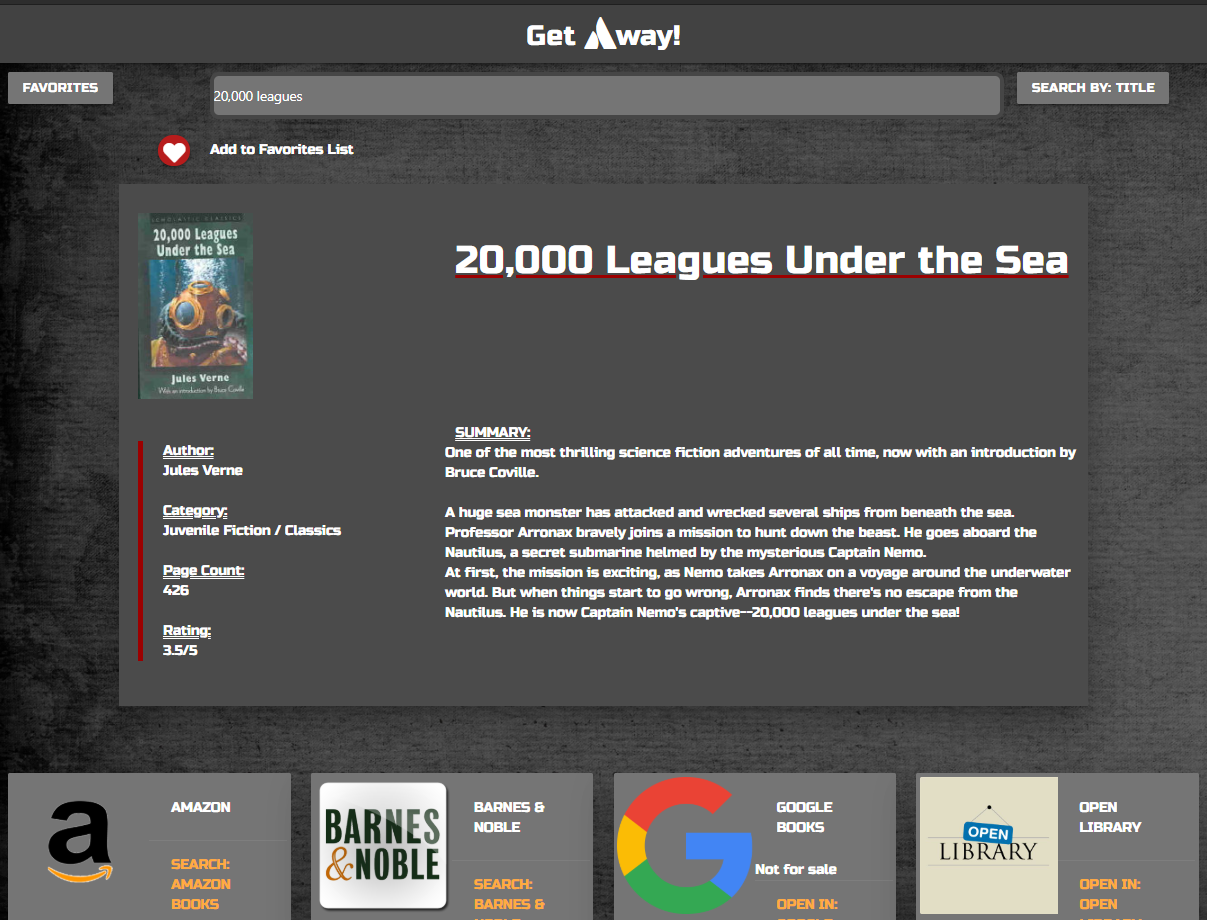 Get Away!
FAVORITES
20,000 leagues
SEARCH BY: TITLE
Add to Favorites List
SCHOLASTIC CLASSICS
20,000 Leagues
Under the Sea
Jules Verne
With an introduction by Bruce Coville
20,000 Leagues Under the Sea
Author:
Jules Verne
Category:
Juvenile Fiction / Classics
Page Count:
426
Rating:
3.5/5
SUMMARY:
One of the most thrilling science fiction adventures of all time, now with an introduction by
Bruce Coville.
A huge sea monster has attacked and wrecked several ships from beneath the sea.
Professor Arronax bravely joins a mission to hunt down the beast. He goes aboard the
Nautilus, a secret submarine helmed by the mysterious Captain Nemo.
At first, the mission is exciting, as Nemo takes Arronax on a voyage around the underwater
world. But when things start to go wrong, Arronax finds there's no escape from the
Nautilus. He is now Captain Nemo's captive--20,000 leagues under the sea!
a
AMAZON
SEARCH:
AMAZON
BOOKS
BARNES
&NOBLE
BARNES &
NOBLE
SEARCH:
BARNES &
G
GOOGLE
BOOKS
Not for sale
OPEN IN:
OPEN
LIBRARY
OPEN
LIBRARY
OPEN IN:
OPEN